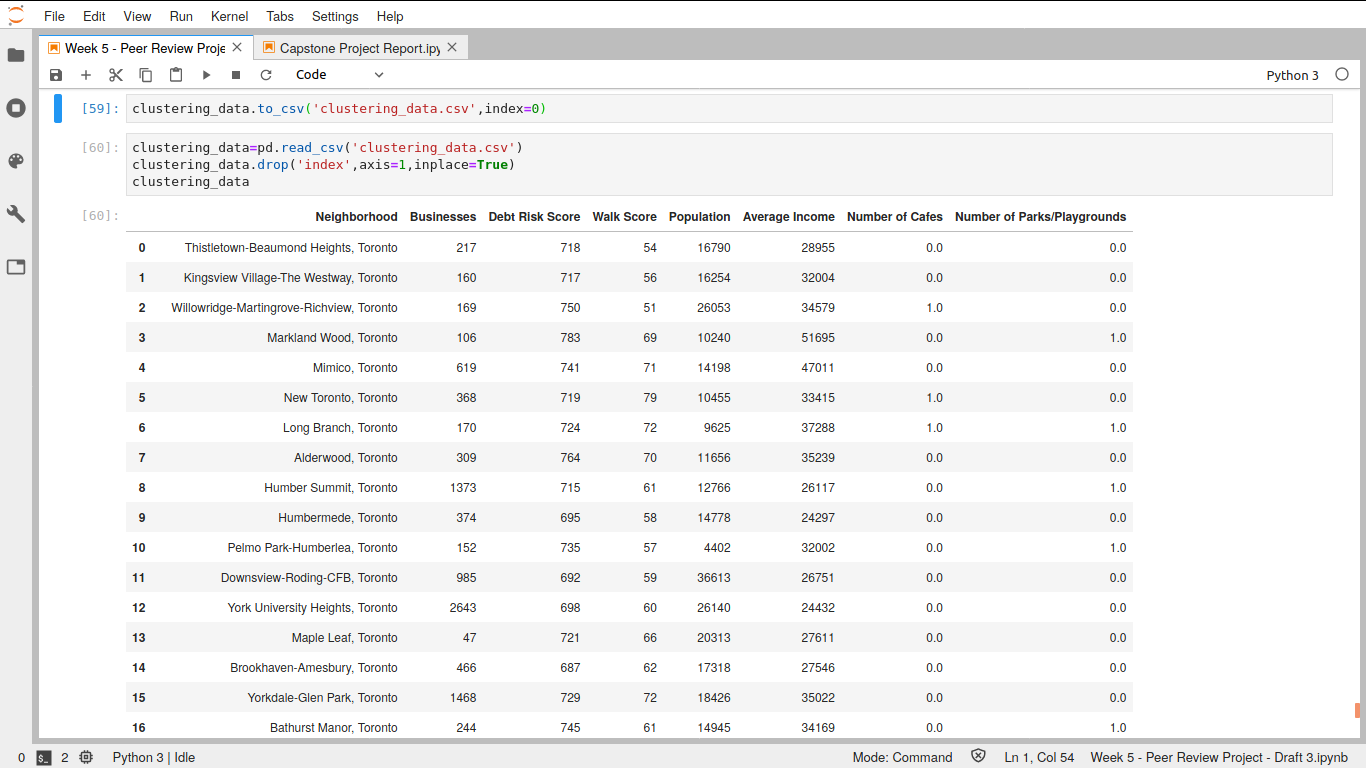 File Edit View Run Kernel Tabs Settings Help
Week 5 - Peer Review Proje Capstone Project Report.ipy
Code Python 3
[59]: clustering_data.to_csv('clustering_data.csv',index=0)
[60]: clustering_data=pd.read_csv('clustering_data.csv')
clustering_data.drop('index',axis=1,inplace=True)
clustering_data
[60]: Neighborhood Businesses Debt Risk Score Walk Score Population Average Income Number of Cafes Number of Parks/Playgrounds
0 Thistletown-Beaumond Heights, Toronto 217 718 54 16790 28955 0.0 0.0
1 Kingsview Village-The Westway, Toronto 160 717 56 16254 32004 0.0 0.0
2 Willowridge-Martingrove-Richview, Toronto 169 750 51 26053 34579 1.0 0.0
3 Markland Wood, Toronto 106 783 69 10240 51695 0.0 1.0
4 Mimico, Toronto 619 741 71 14198 47011 0.0 0.0
5 New Toronto, Toronto 368 719 79 10455 33415 1.0 0.0
6 Long Branch, Toronto 170 724 72 9625 37288 1.0 1.0
7 Alderwood, Toronto 309 764 70 11656 35239 0.0 0.0
8 Humber Summit, Toronto 1373 715 61 12766 26117 0.0 1.0
9 Humbermede, Toronto 374 695 58 14778 24297 0.0 0.0
10 Pelmo Park-Humberlea, Toronto 152 735 57 4402 32002 0.0 1.0
11 Downsview-Roding-CFB, Toronto 985 692 59 36613 26751 0.0 0.0
12 York University Heights, Toronto 2643 698 60 26140 24432 0.0 0.0
13 Maple Leaf, Toronto 47 721 66 20313 27611 0.0 0.0
14 Brookhaven-Amesbury, Toronto 466 687 62 17318 27546 0.0 0.0
15 Yorkdale-Glen Park, Toronto 1468 729 72 18426 35022 0.0 0.0
16 Bathurst Manor, Toronto 244 745 61 14945 34169 0.0 1.0
0 $_ 2 Python 3 | Idle Mode: Command Ln 1, Col 54 Week 5 - Peer Review Project - Draft 3.ipynb